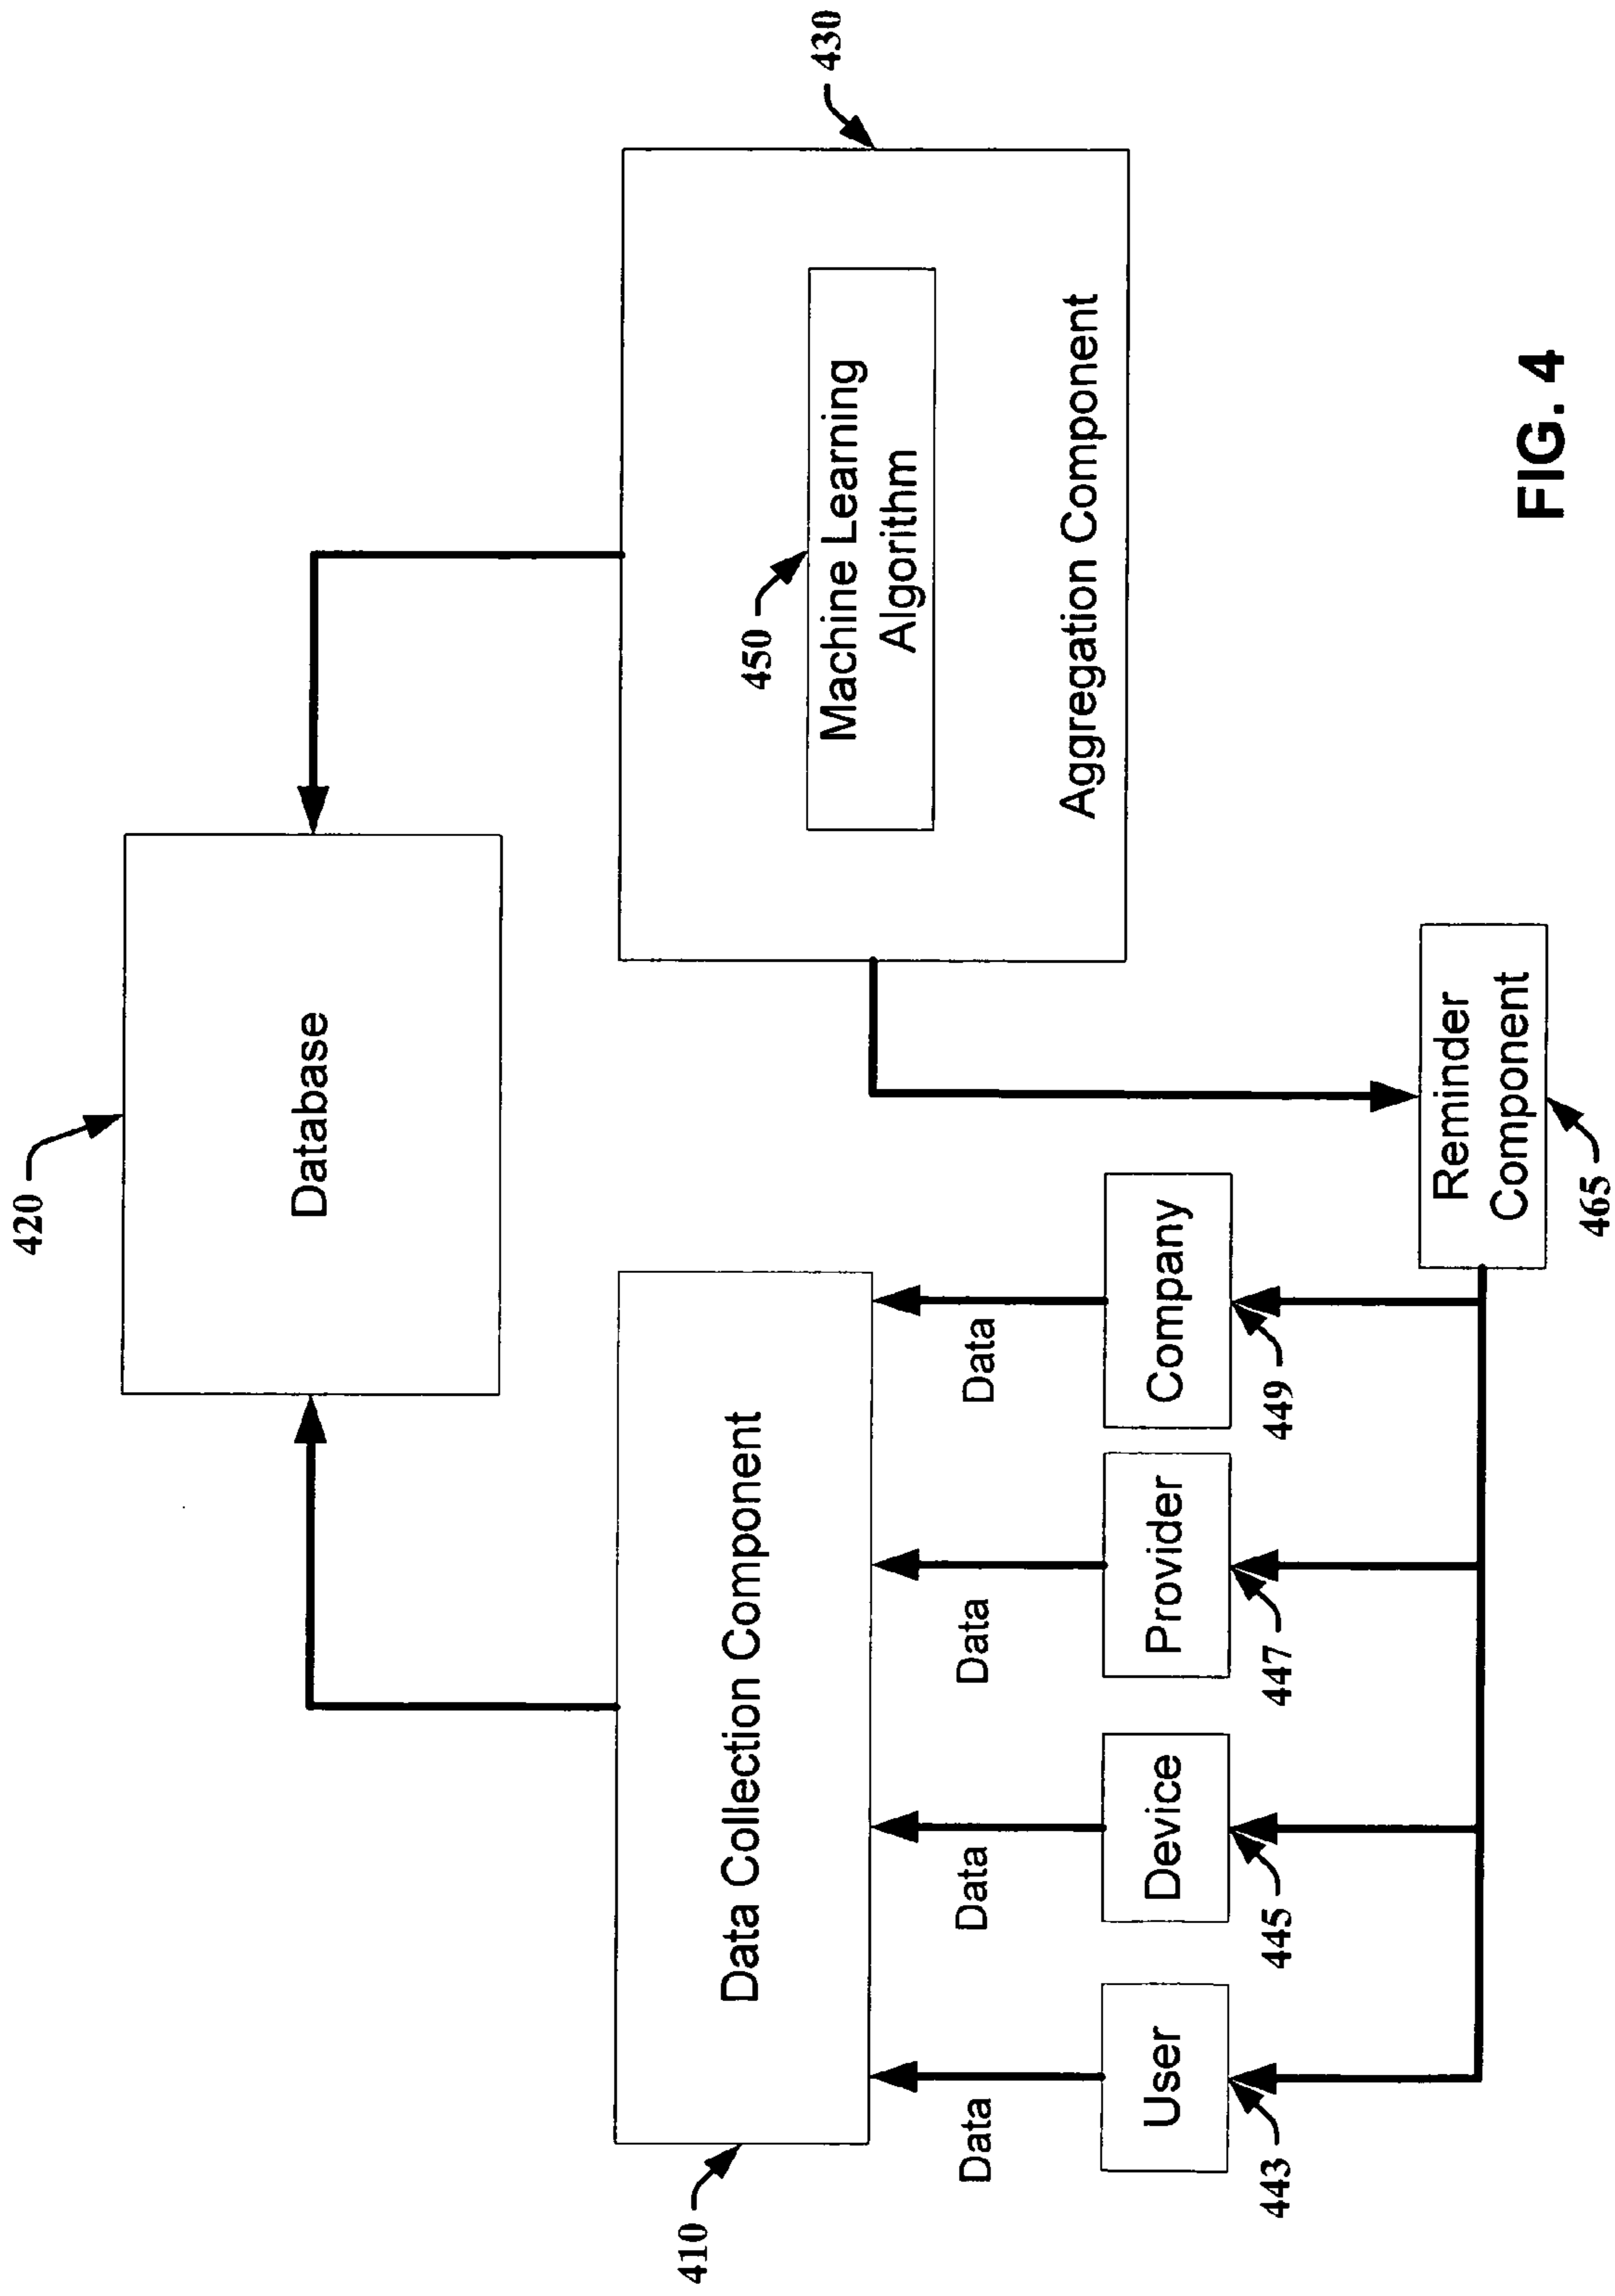 420
Database
430
450
Machine Learning
Algorithm
Aggregation Component
410
Data Collection Component
Data
Data
Data
Data
User
Device
Provider
Company
443
445
447
449
Reminder
Component
465
FIG. 4